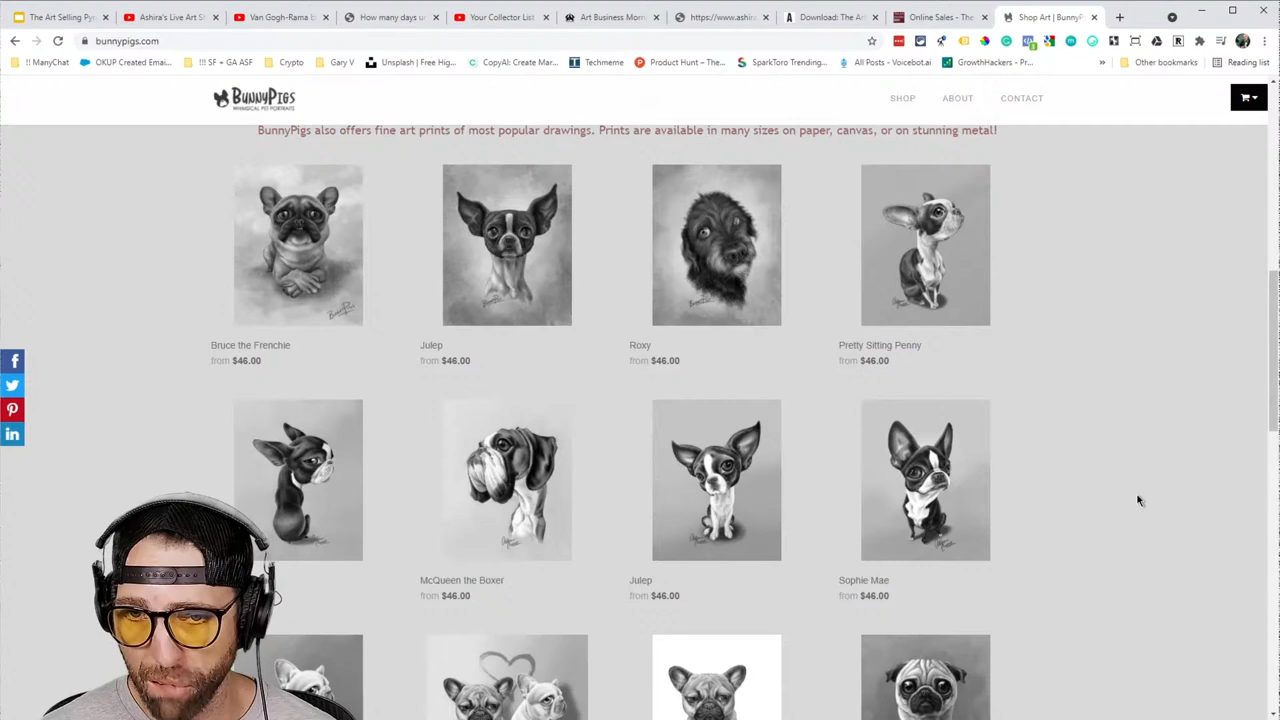 The Art Selling Pyr
Ashira's Live Art S
Van Gogh-Rama b
How many days u
Your Collector List
Art Business Morn
https://www.ashira
Download: The Ar
Online Sales - The
Shop Art | BunnyPi
bunnypigs.com
!! ManyChat
OKUP Created Emai...
!!! SF + GA ASF
Crypto
Gary V
Unsplash | Free Hig...
CopyAI: Create Mar...
Techmeme
Product Hunt – The...
SparkToro Trending...
All Posts - Voicebot.ai
GrowthHackers - Pr...
»
Other bookmarks
Reading list
BUNNYPIGS
WHIMSICAL PET PORTRAITS
SHOP
ABOUT
CONTACT
BunnyPigs also offers fine art prints of most popular drawings. Prints are available in many sizes on paper, canvas, or on stunning metal!
Bruce the Frenchie
from $46.00
Julep
from $46.00
Roxy
from $46.00
Pretty Sitting Penny
from $46.00
McQueen the Boxer
from $46.00
Julep
from $46.00
Sophie Mae
from $46.00